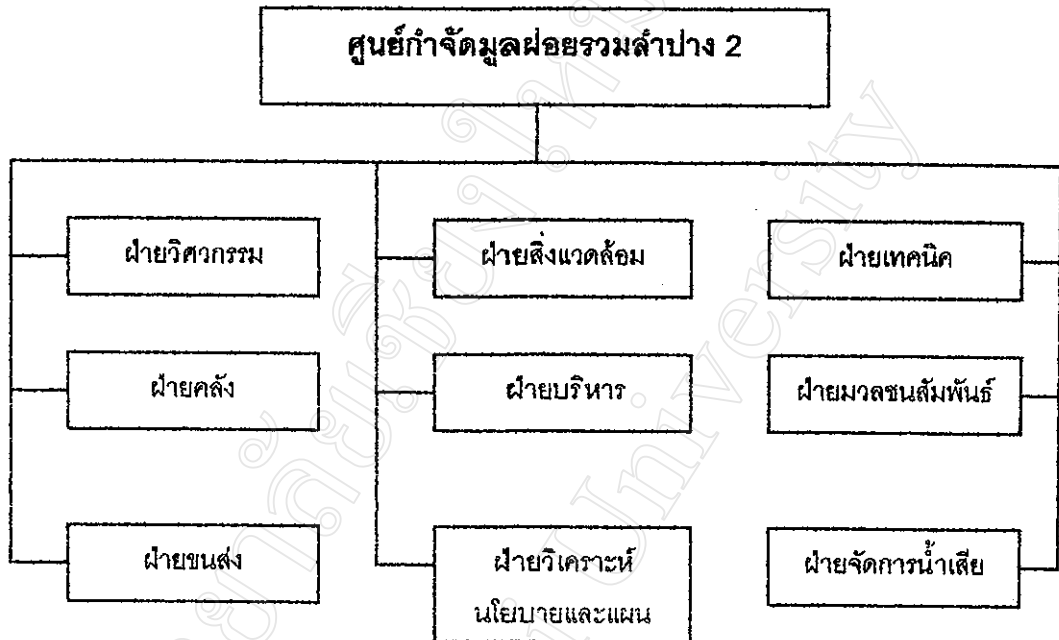 ศูนย์กำจัดมูลฝอยรวมลำปาง 2
ฝ่ายวิศวกรรม
ฝ่ายสิ่งแวดล้อม
ฝ่ายเทคนิค
ฝ่ายคลัง
ฝ่ายบริหาร
ฝ่ายมวลชนสัมพันธ์
ฝ่ายขนส่ง
ฝ่ายวิเคราะห์
นโยบายและแผน
ฝ่ายจัดการน้ำเสีย
University